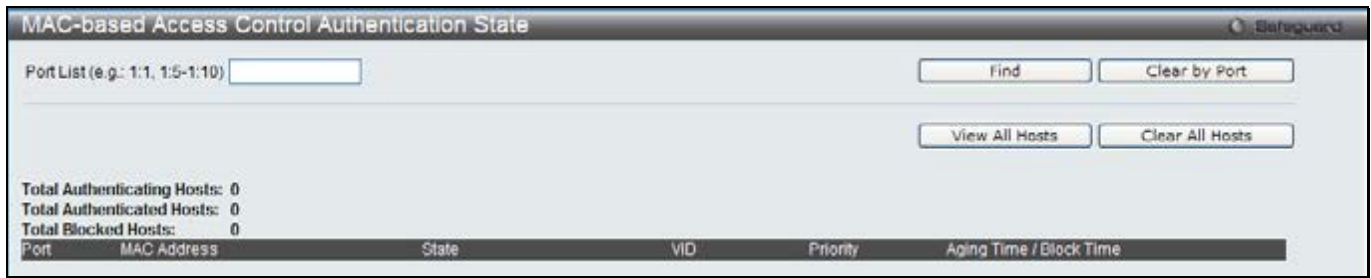 MAC-based Access Control Authentication State
Safeguard
Port List (e.g.: 1:1, 1:5-1:10)
Find
Clear by Port
View All Hosts
Clear All Hosts
Total Authenticating Hosts: 0
Total Authenticated Hosts: 0
Total Blocked Hosts: 0
Port MAC Address State VID Priority Aging Time / Block Time